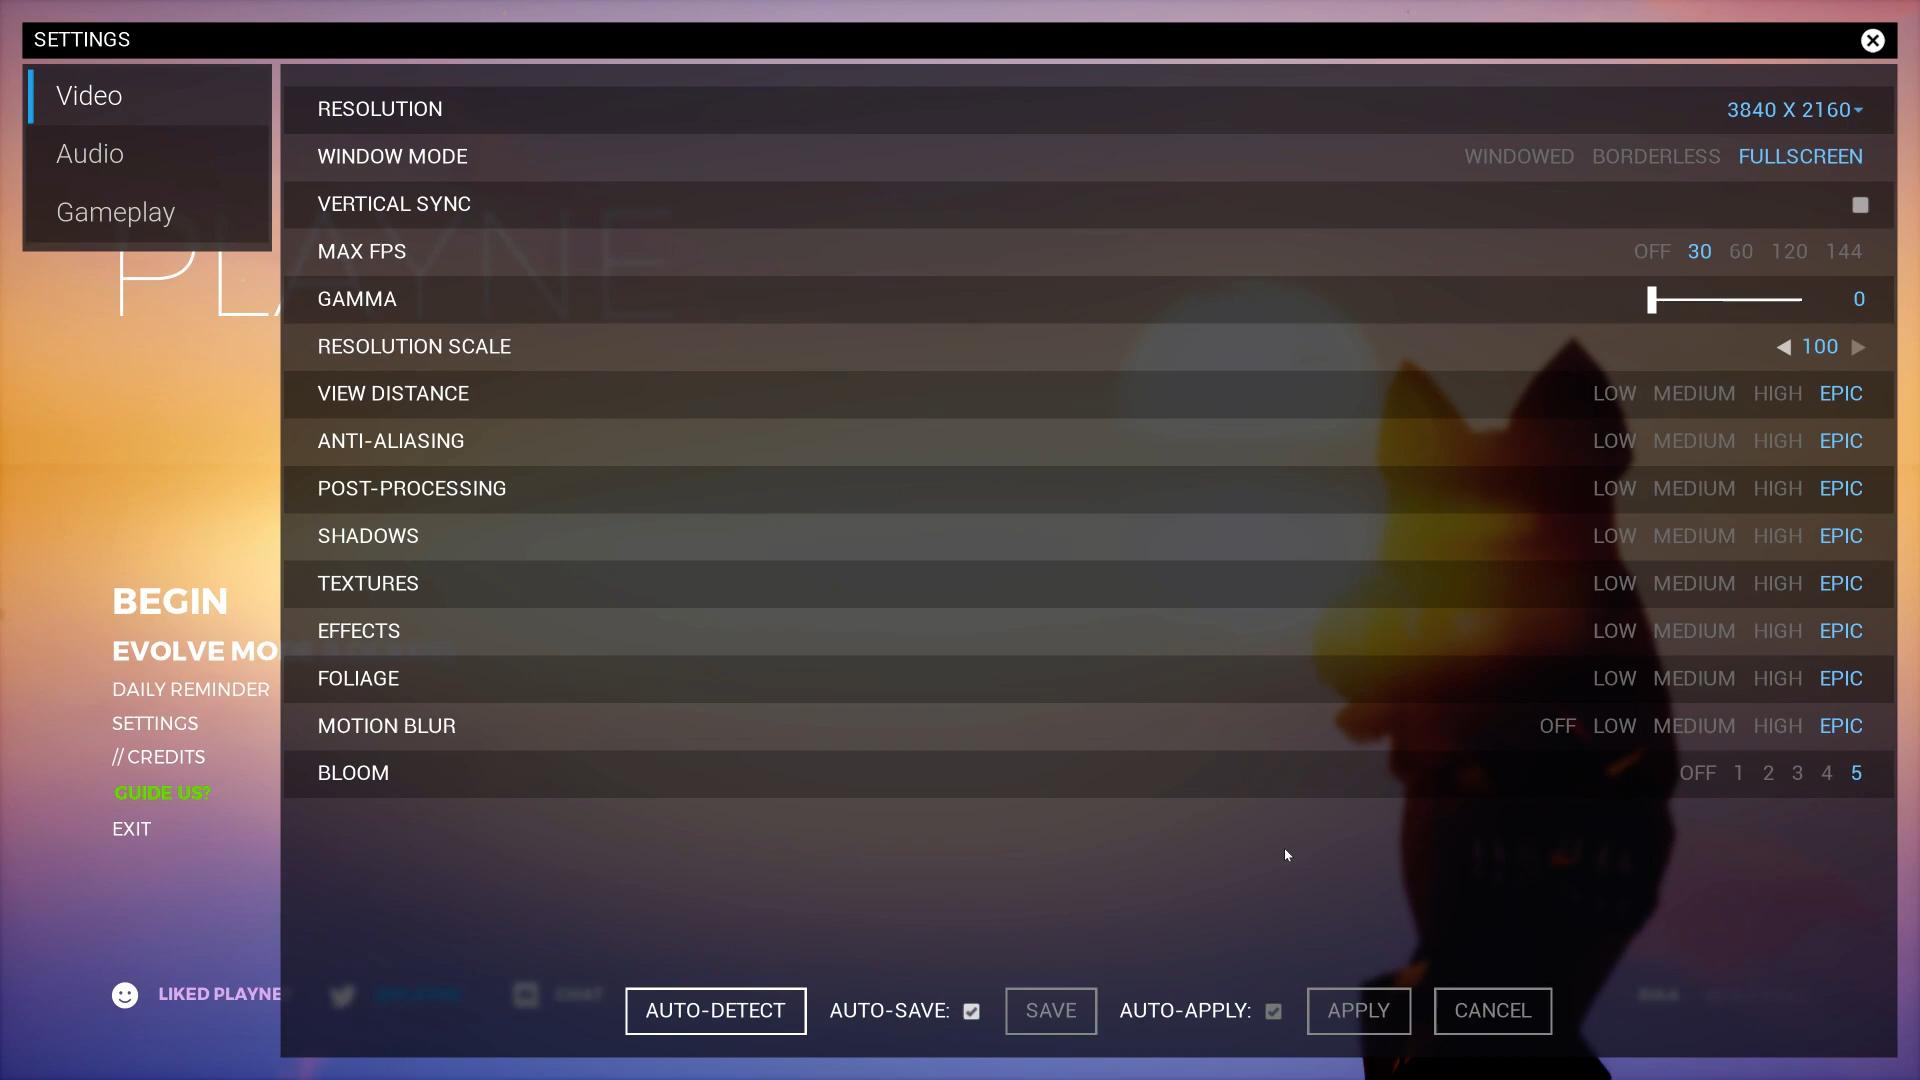 SETTINGS
Video
Audio
Gameplay
PLAYNE
RESOLUTION 3840 X 2160
WINDOW MODE WINDOWED BORDERLESS FULLSCREEN
VERTICAL SYNC
MAX FPS OFF 30 60 120 144
GAMMA 0
RESOLUTION SCALE 100
VIEW DISTANCE LOW MEDIUM HIGH EPIC
ANTI-ALIASING LOW MEDIUM HIGH EPIC
POST-PROCESSING LOW MEDIUM HIGH EPIC
SHADOWS LOW MEDIUM HIGH EPIC
TEXTURES LOW MEDIUM HIGH EPIC
EFFECTS LOW MEDIUM HIGH EPIC
FOLIAGE LOW MEDIUM HIGH EPIC
MOTION BLUR OFF LOW MEDIUM HIGH EPIC
BLOOM OFF 1 2 3 4 5
BEGIN
EVOLVE MO
DAILY REMINDER
SETTINGS
// CREDITS
GUIDE US?
EXIT
LIKED PLAYNE
CHAT
AUTO-DETECT AUTO-SAVE: SAVE AUTO-APPLY: APPLY CANCEL